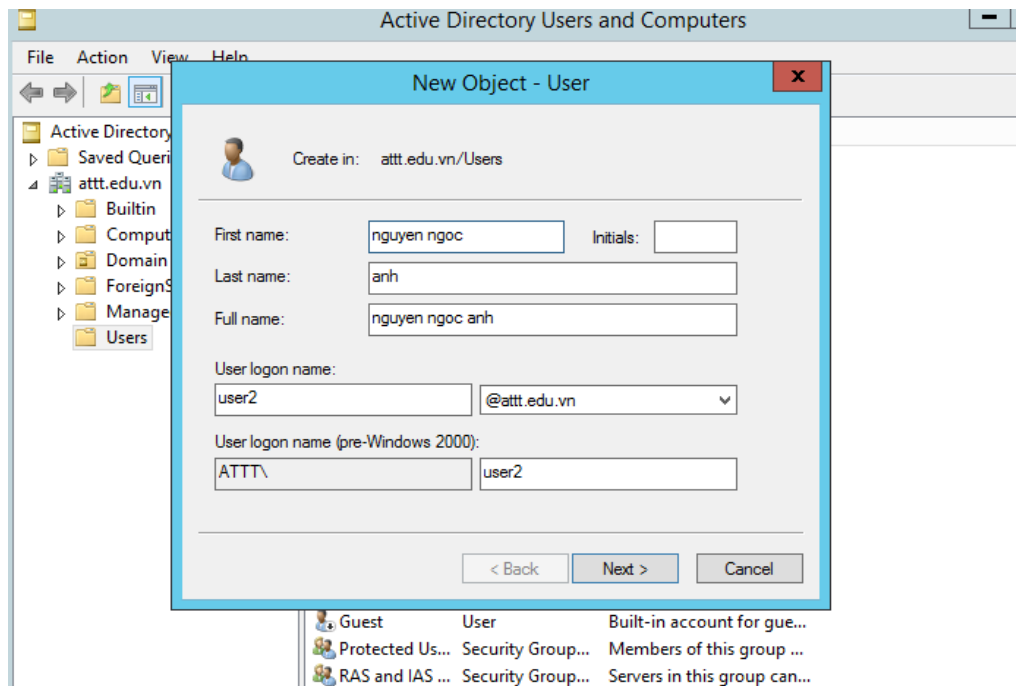 Active Directory Users and Computers
File Action View Help
New Object - User
x
Active Directory
Saved Queri
attt.edu.vn
Builtin
Comput
Domain
ForeignS
Manage
Users
Create in: attt.edu.vn/Users
First name: nguyen ngoc Initials:
Last name: anh
Full name: nguyen ngoc anh
User logon name:
user2 @attt.edu.vn
User logon name (pre-Windows 2000):
ATTT\ user2
< Back Next > Cancel
Guest User Built-in account for gue...
Protected Us... Security Group... Members of this group ...
RAS and IAS ... Security Group... Servers in this group can...